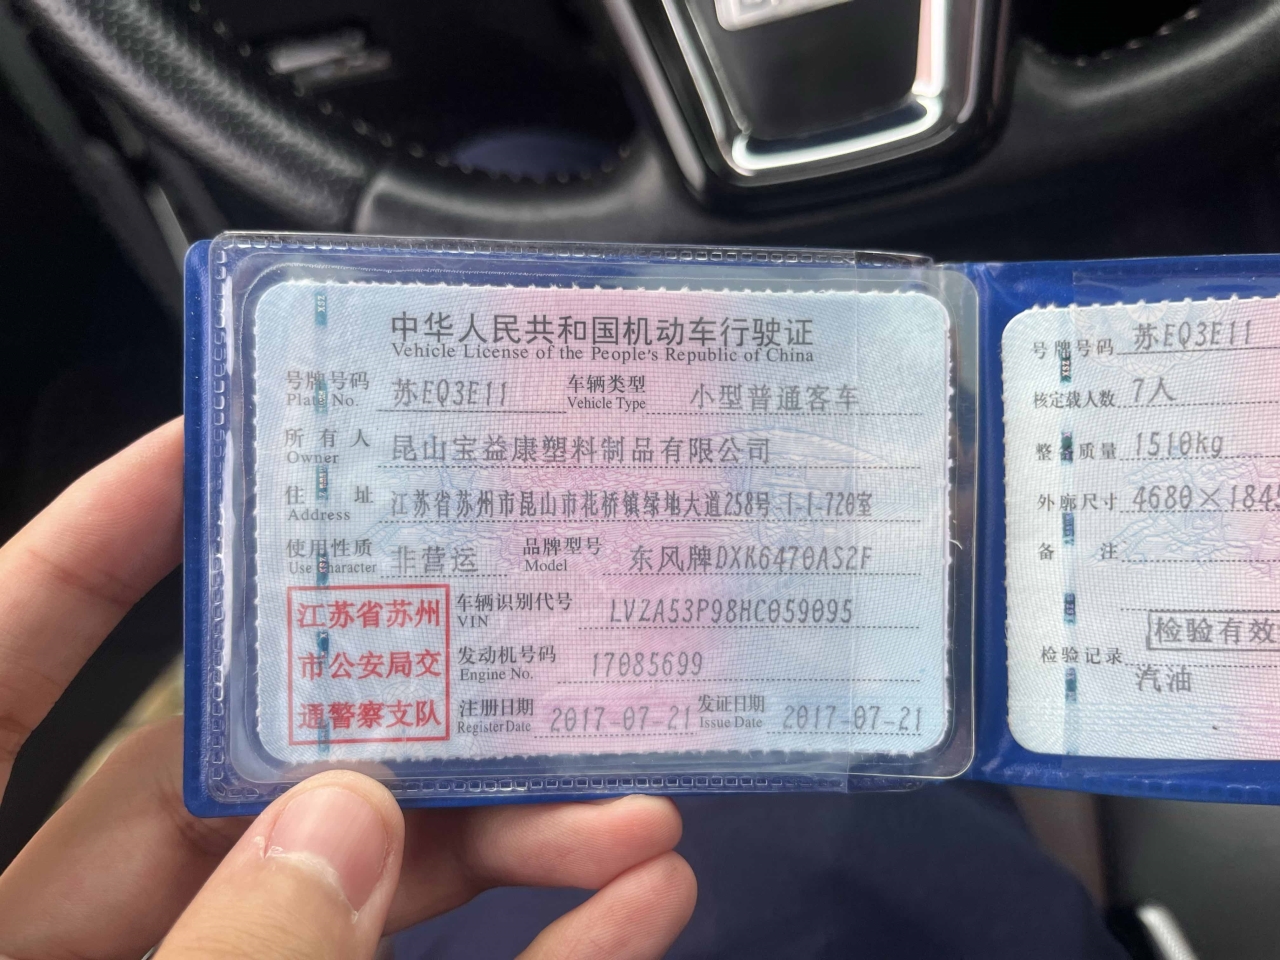 中华人民共和国机动车行驶证
Vehicle License of the People's Republic of China
号牌号码 苏EQ3E11 车辆类型 小型普通客车
Plate No. Vehicle Type
所有人 昆山宝益康塑料制品有限公司
Owner
住址 江苏省苏州市昆山市花桥镇绿地大道258号-1-1-720室
Address
使用性质 非营运 品牌型号 东风牌DXK6470AS2F
Use Character Model
江苏省苏州
市公安局交
通警察支队
车辆识别代号 LVZA53P98HC059095
VIN
发动机号码 17085699
Engine No.
注册日期 2017-07-21 发证日期 2017-07-21
Register Date Issue Date
号牌号码 苏EQ3E11
核定载人数 7人
整备质量 1510kg
外廓尺寸 4680×184
备注
检验记录 检验有效
汽油